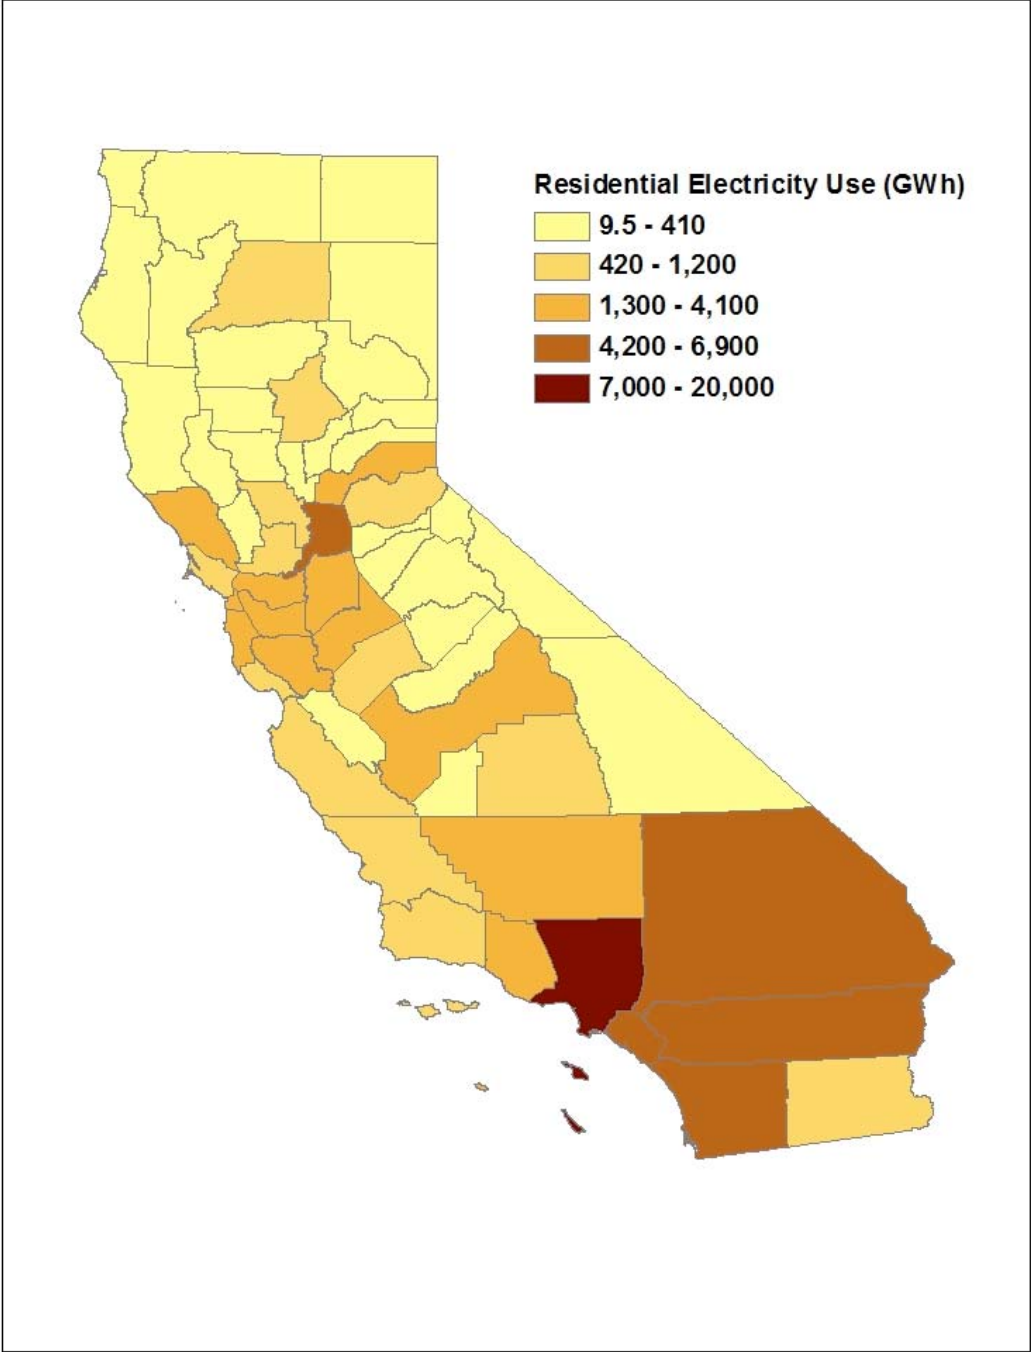 Residential Electricity Use (GWh)
9.5 - 410
420 - 1,200
1,300 - 4,100
4,200 - 6,900
7,000 - 20,000